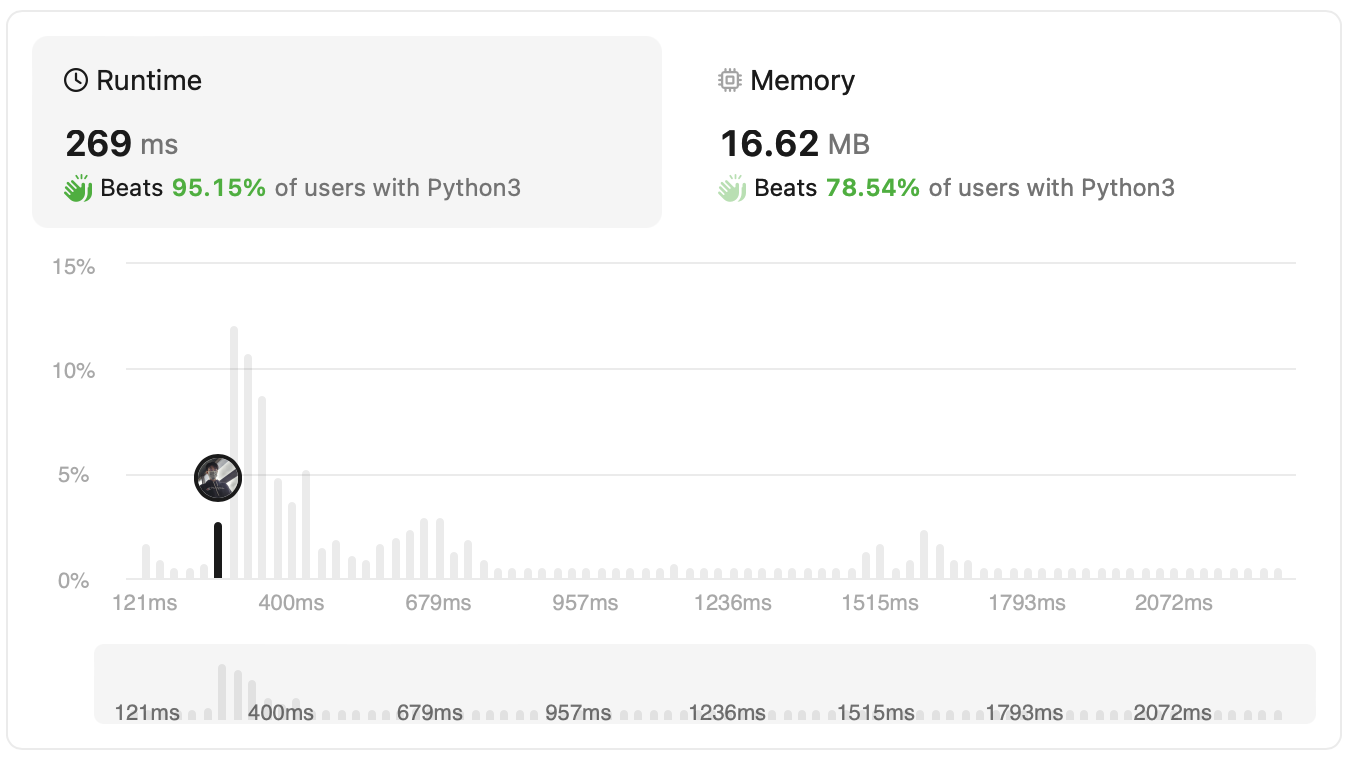 Runtime
269 ms
Beats 95.15% of users with Python3
Memory
16.62 MB
Beats 78.54% of users with Python3
15%
10%
5%
0%
121ms 400ms 679ms 957ms 1236ms 1515ms 1793ms 2072ms
121ms 400ms 679ms 957ms 1236ms 1515ms 1793ms 2072ms